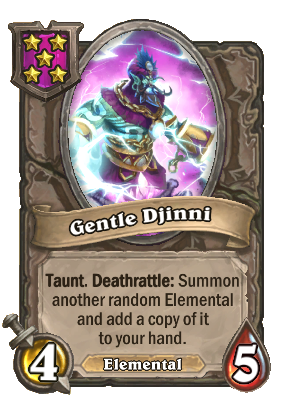 Gentle Djinni
Taunt. Deathrattle: Summon
another random Elemental
and add a copy of it
to your hand.
Elemental
4
5